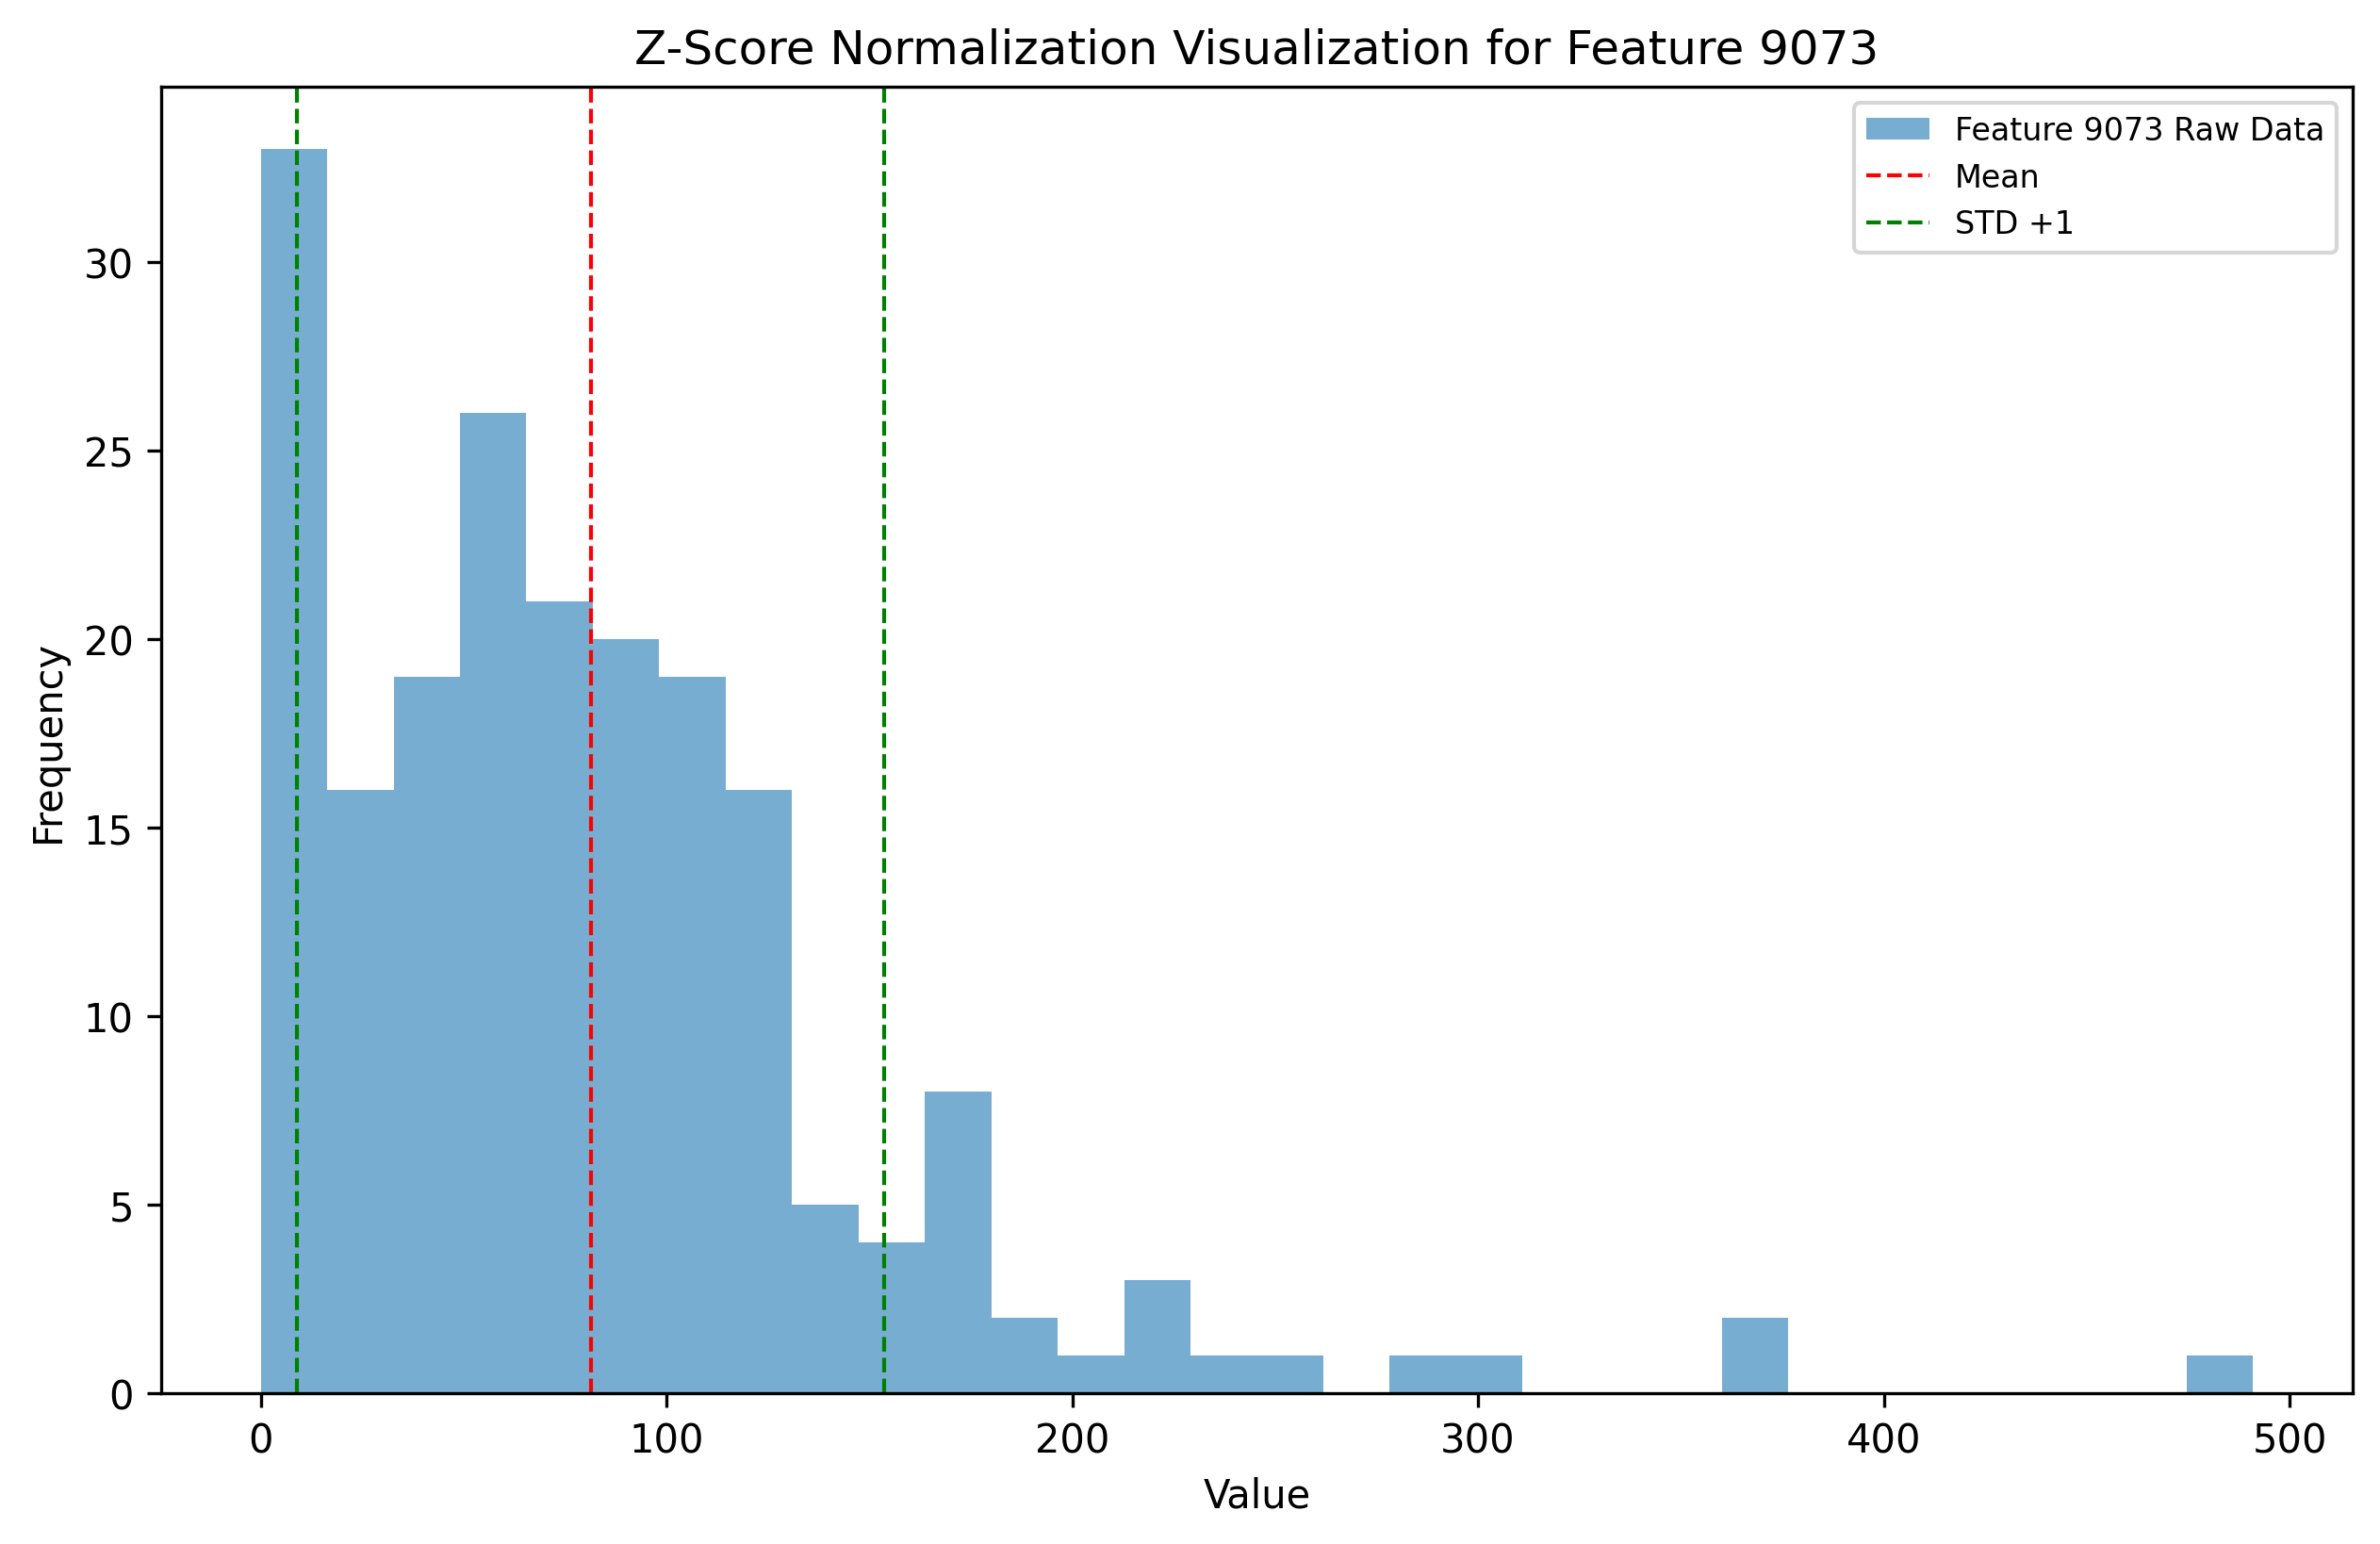 Z-Score Normalization Visualization for Feature 9073
Feature 9073 Raw Data
Mean
STD +1
30
25
20
15
10
5
0
Frequency
0 100 200 300 400 500
Value